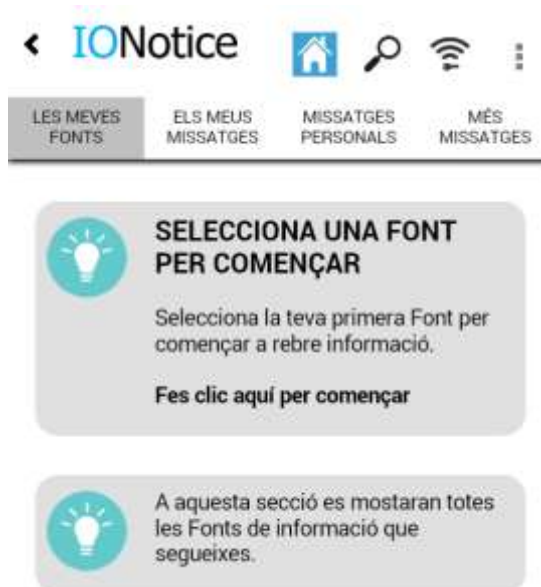 IONotice
LES MEVES ELS MEUS MISSATGES MÉS
FONTS MISSATGES PERSONALS MISSATGES
SELECCIONA UNA FONT
PER COMENÇAR
Selecciona la teva primera Font per
començar a rebre informació.
Fes clic aquí per començar
A aquesta secció es mostaran totes
les Fonts de informació que
segueixes.